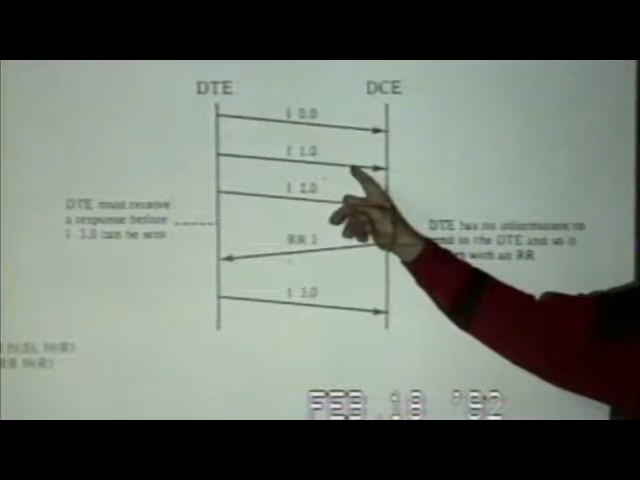 DTE DCE
I 0.0
I 1.0
I 2.0
DTE must receive
a response before
I 3.0 can be sent
DTE has no information to
in the DTE and so it
with an RR
RR 3
I 3.0
N(S), N(R)
N(R)
FEB.18 '92